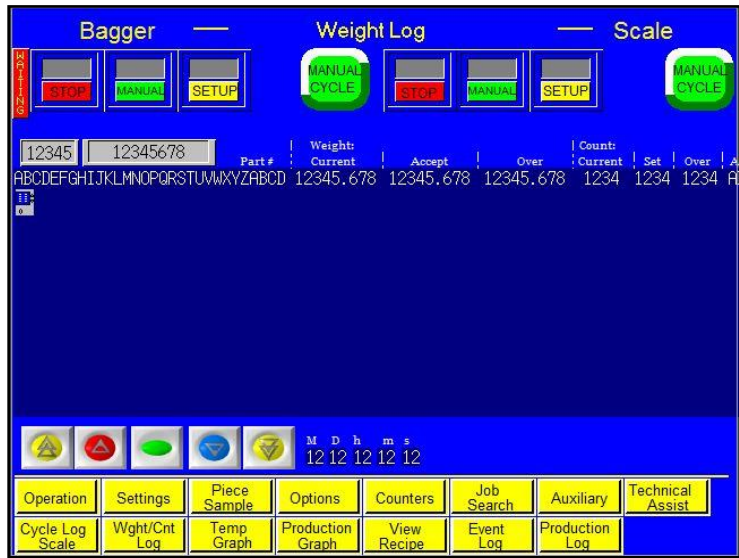 Bagger — Weight Log — Scale
WAITING
STOP MANUAL SETUP MANUAL CYCLE STOP MANUAL SETUP MANUAL CYCLE
Weight: Count:
12345 12345678 Part # Current Accept Over Current Set Over A
ABCDEFGHIJKLMNOPQRSTUVWXYZABCD 12345.678 12345.678 12345.678 1234 1234 1234
M D h m s
12 12 12 12 12
Operation Settings Piece Sample Options Counters Job Search Auxiliary Technical Assist
Cycle Log Scale Wght/Cnt Log Temp Graph Production Graph View Recipe Event Log Production Log